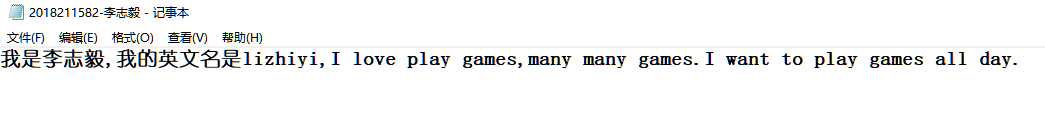 2018211582-李志毅 - 记事本
文件(F) 编辑(E) 格式(O) 查看(V) 帮助(H)
我是李志毅,我的英文名是lizhiyi,I love play games,many many games.I want to play games all day.